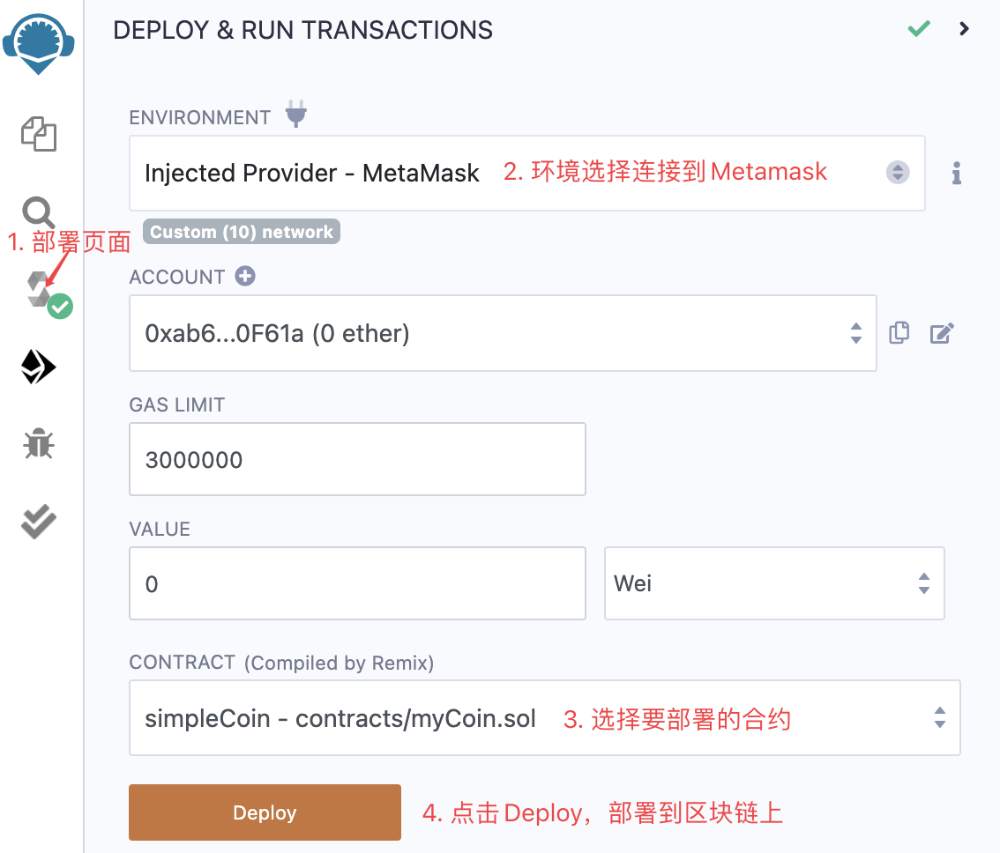 DEPLOY & RUN TRANSACTIONS
ENVIRONMENT
Injected Provider - MetaMask 2. 环境选择连接到Metamask
Custom (10) network
1. 部署页面
ACCOUNT
0xab6...0F61a (0 ether)
GAS LIMIT
3000000
VALUE
0 Wei
CONTRACT (Compiled by Remix)
simpleCoin - contracts/myCoin.sol 3. 选择要部署的合约
Deploy 4. 点击Deploy，部署到区块链上